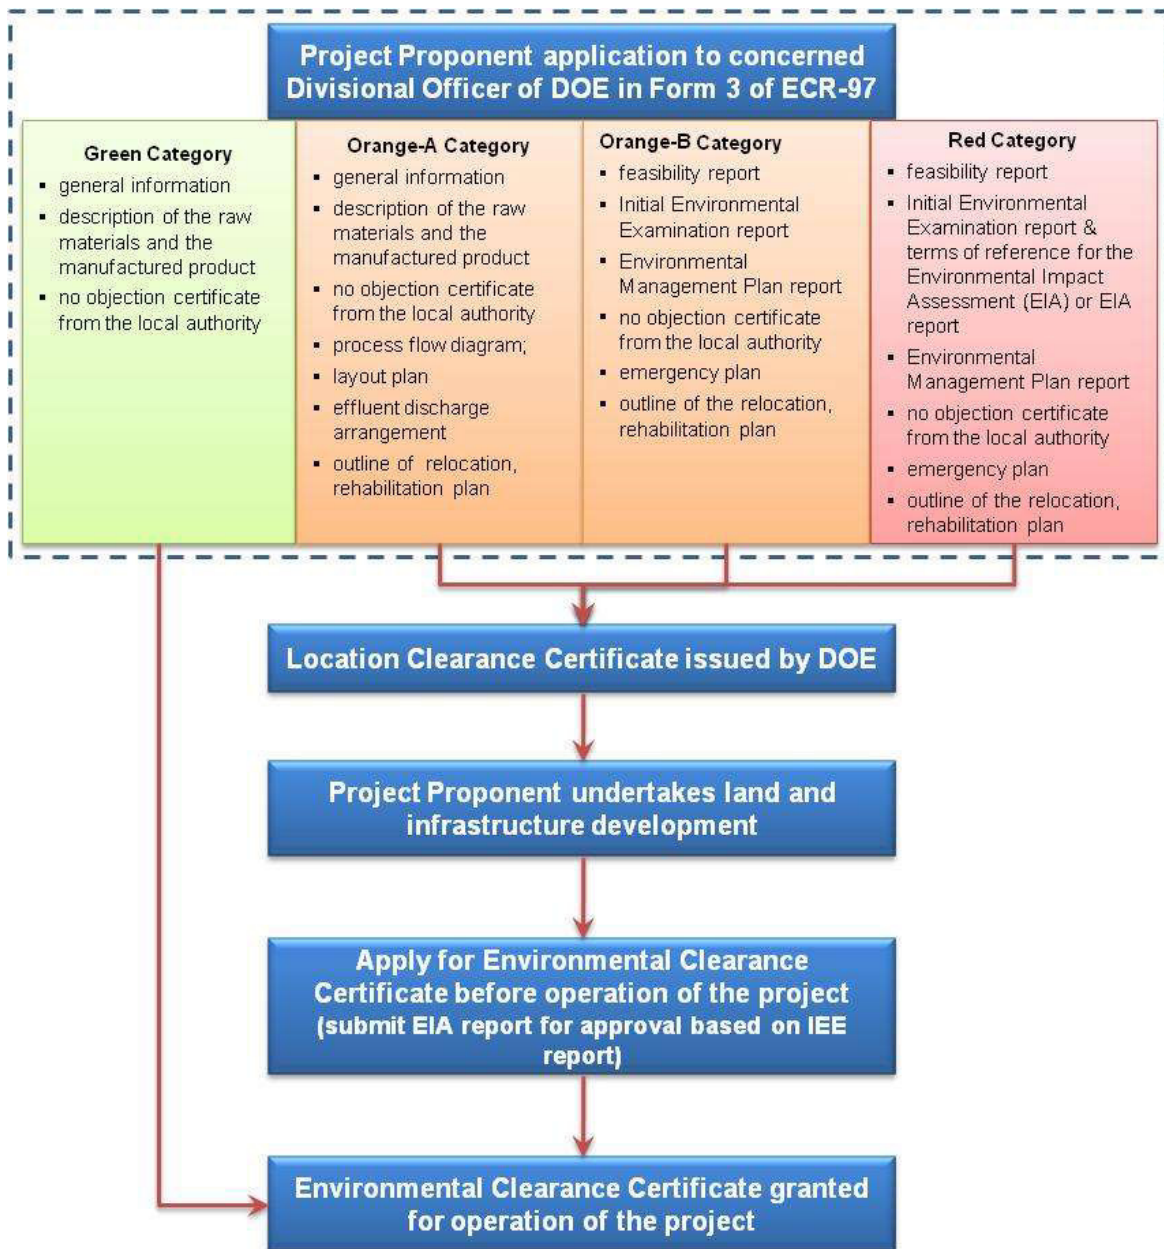 Project Proponent application to concerned
Divisional Officer of DOE in Form 3 of ECR-97
Green Category
▪ general information
▪ description of the raw
materials and the
manufactured product
▪ no objection certificate
from the local authority
Orange-A Category
▪ general information
▪ description of the raw
materials and the
manufactured product
▪ no objection certificate
from the local authority
▪ process flow diagram;
▪ layout plan
▪ effluent discharge
arrangement
▪ outline of relocation,
rehabilitation plan
Orange-B Category
▪ feasibility report
▪ Initial Environmental
Examination report
▪ Environmental
Management Plan report
▪ no objection certificate
from the local authority
▪ emergency plan
▪ outline of the relocation,
rehabilitation plan
Red Category
▪ feasibility report
▪ Initial Environmental
Examination report &
terms of reference for the
Environmental Impact
Assessment (EIA) or EIA
report
▪ Environmental
Management Plan report
▪ no objection certificate
from the local authority
▪ emergency plan
▪ outline of the relocation,
rehabilitation plan
Location Clearance Certificate issued by DOE
Project Proponent undertakes land and
infrastructure development
Apply for Environmental Clearance
Certificate before operation of the project
(submit EIA report for approval based on IEE
report)
Environmental Clearance Certificate granted
for operation of the project